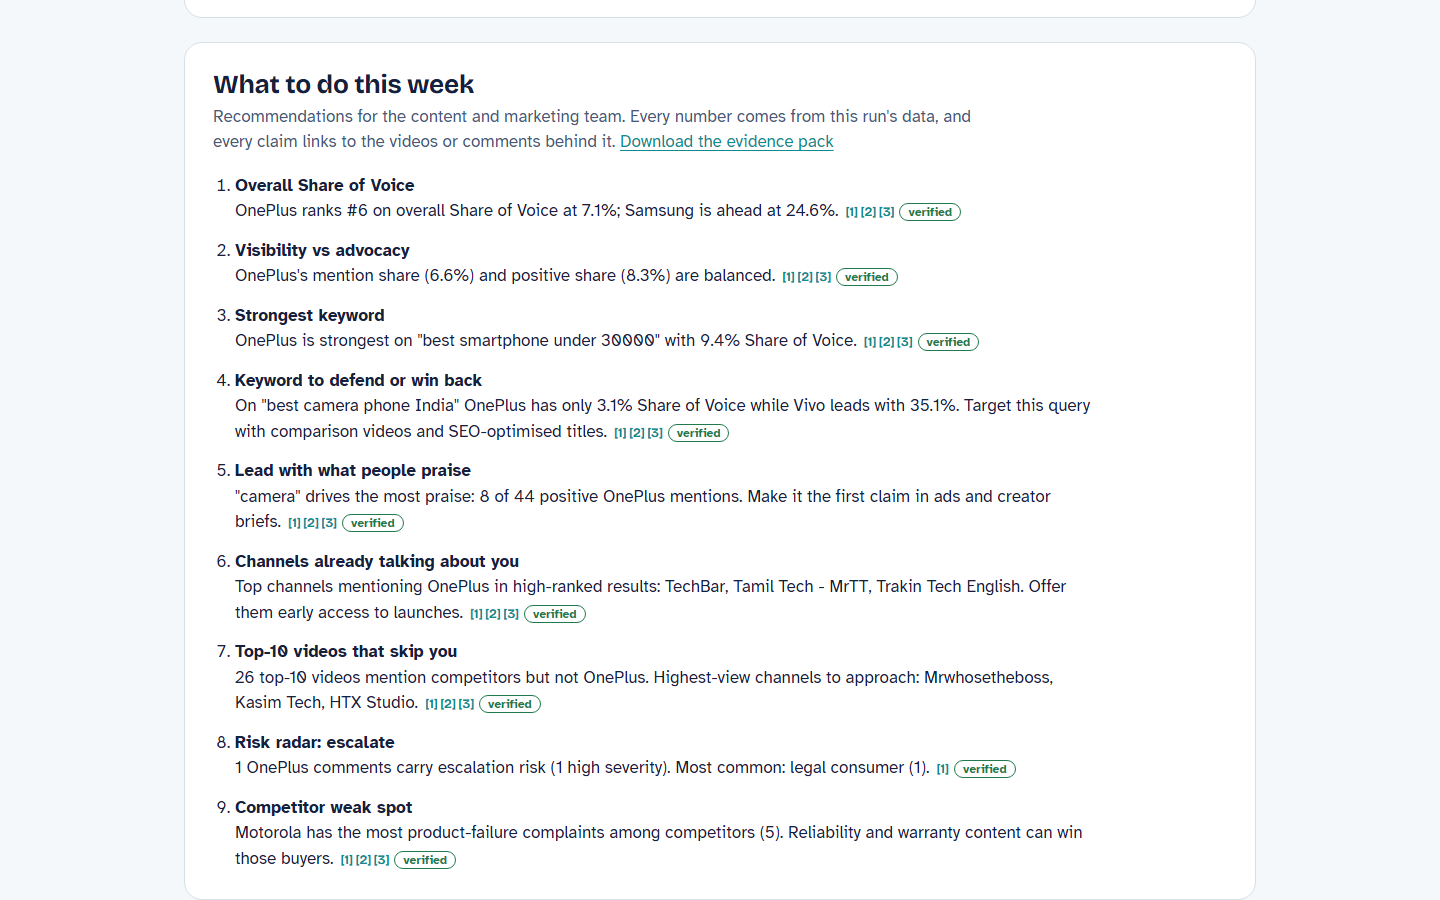 What to do this week
Recommendations for the content and marketing team. Every number comes from this run's data, and
every claim links to the videos or comments behind it. Download the evidence pack
1. Overall Share of Voice
OnePlus ranks #6 on overall Share of Voice at 7.1%; Samsung is ahead at 24.6%. [1] [2] [3] verified
2. Visibility vs advocacy
OnePlus's mention share (6.6%) and positive share (8.3%) are balanced. [1] [2] [3] verified
3. Strongest keyword
OnePlus is strongest on "best smartphone under 30000" with 9.4% Share of Voice. [1] [2] [3] verified
4. Keyword to defend or win back
On "best camera phone India" OnePlus has only 3.1% Share of Voice while Vivo leads with 35.1%. Target this query
with comparison videos and SEO-optimised titles. [1] [2] [3] verified
5. Lead with what people praise
"camera" drives the most praise: 8 of 44 positive OnePlus mentions. Make it the first claim in ads and creator
briefs. [1] [2] [3] verified
6. Channels already talking about you
Top channels mentioning OnePlus in high-ranked results: TechBar, Tamil Tech - MrTT, Trakin Tech English. Offer
them early access to launches. [1] [2] [3] verified
7. Top-10 videos that skip you
26 top-10 videos mention competitors but not OnePlus. Highest-view channels to approach: Mrwhosetheboss,
Kasim Tech, HTX Studio. [1] [2] [3] verified
8. Risk radar: escalate
1 OnePlus comments carry escalation risk (1 high severity). Most common: legal consumer (1). [1] verified
9. Competitor weak spot
Motorola has the most product-failure complaints among competitors (5). Reliability and warranty content can win
those buyers. [1] [2] [3] verified